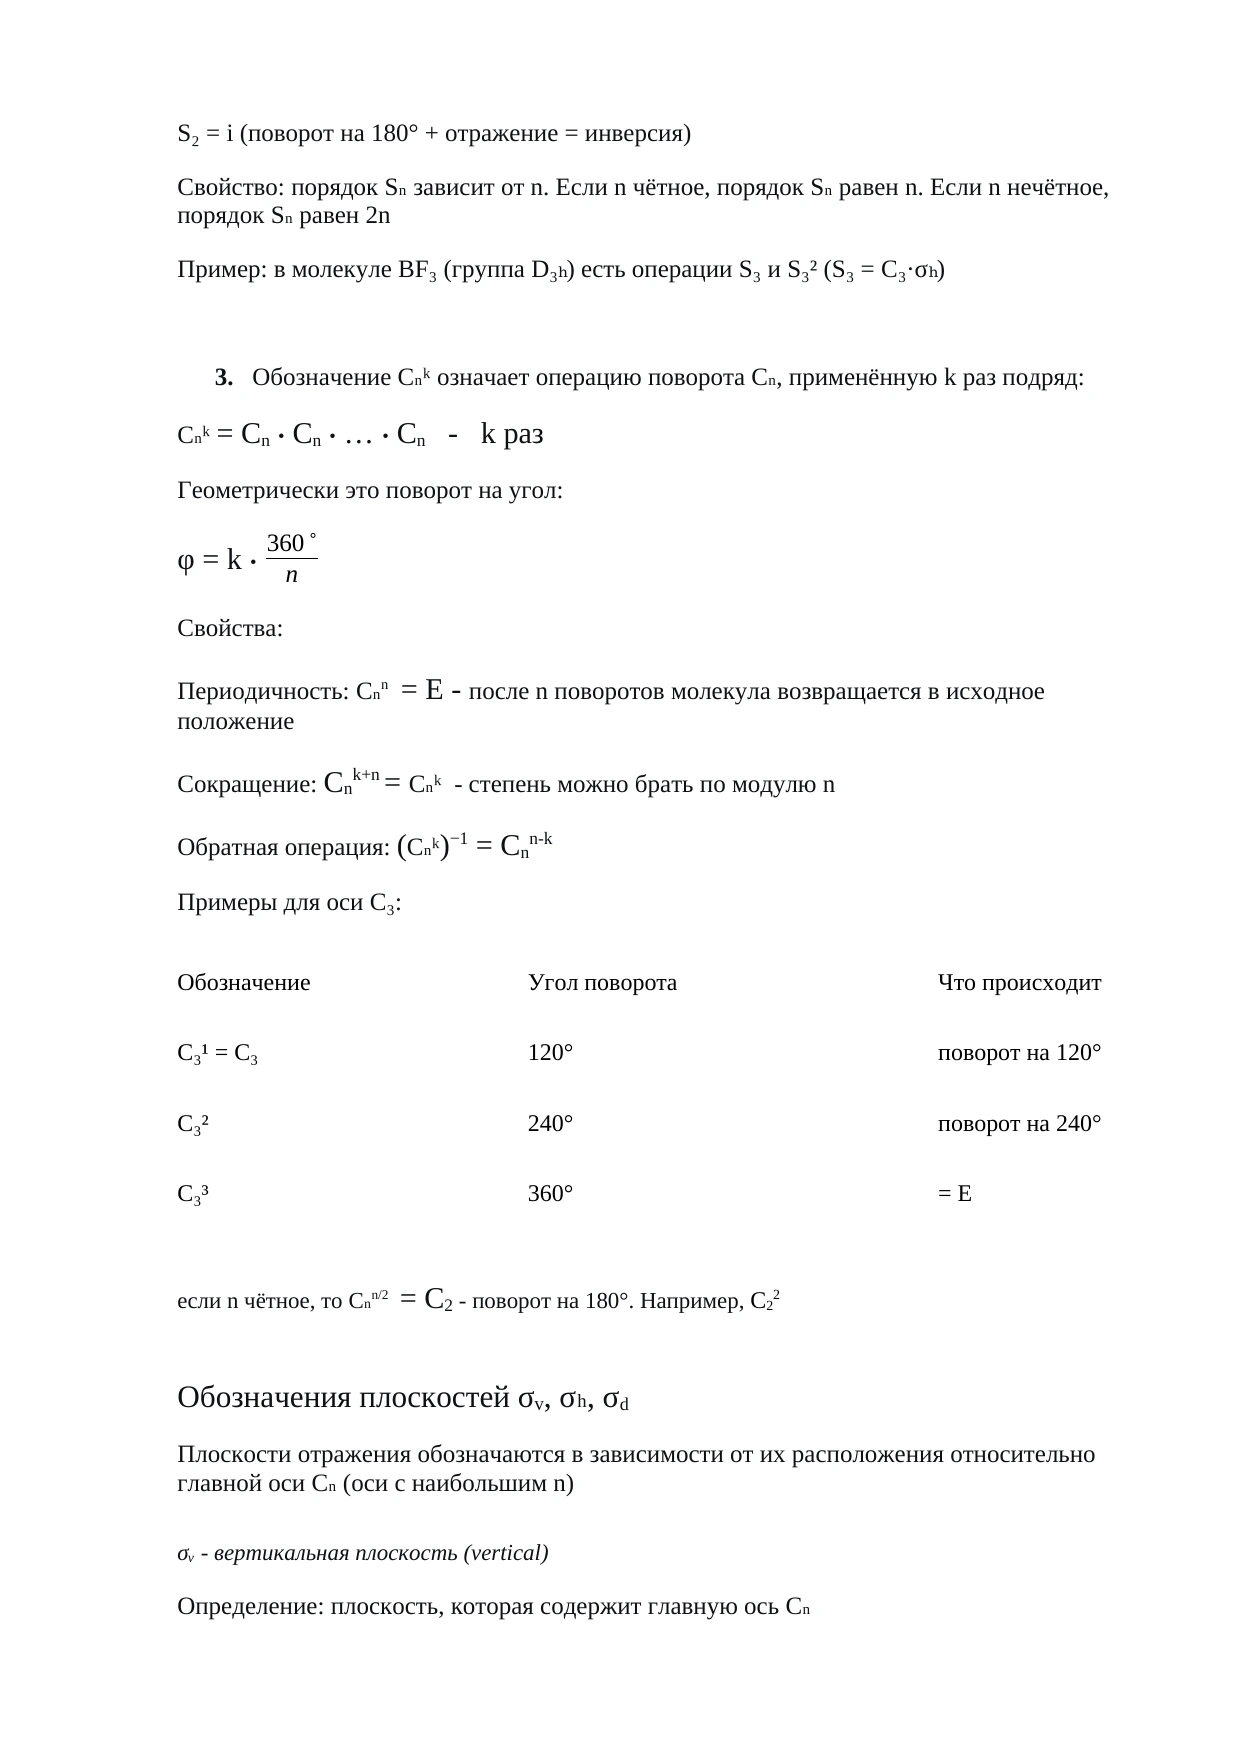 S₂ = i (поворот на 180° + отражение = инверсия)
Свойство: порядок Sₙ зависит от n. Если n чётное, порядок Sₙ равен n. Если n нечётное,
порядок Sₙ равен 2n
Пример: в молекуле BF₃ (группа D₃ₕ) есть операции S₃ и S₃² (S₃ = C₃·σₕ)
3. Обозначение Cₙᵏ означает операцию поворота Cₙ, применённую k раз подряд:
Cₙᵏ = Cₙ · Cₙ · … · Cₙ - k раз
Геометрически это поворот на угол:
φ = k · 360°/n
Свойства:
Периодичность: Cₙⁿ = E - после n поворотов молекула возвращается в исходное
положение
Сокращение: Cₙᵏ⁺ⁿ = Cₙᵏ - степень можно брать по модулю n
Обратная операция: (Cₙᵏ)⁻¹ = Cₙⁿ⁻ᵏ
Примеры для оси C₃:
Обозначение Угол поворота Что происходит
C₃¹ = C₃ 120° поворот на 120°
C₃² 240° поворот на 240°
C₃³ 360° = E
если n чётное, то Cₙⁿ/² = C₂ - поворот на 180°. Например, C₂²
Обозначения плоскостей σᵥ, σₕ, σd
Плоскости отражения обозначаются в зависимости от их расположения относительно
главной оси Cₙ (оси с наибольшим n)
σᵥ - вертикальная плоскость (vertical)
Определение: плоскость, которая содержит главную ось Cₙ